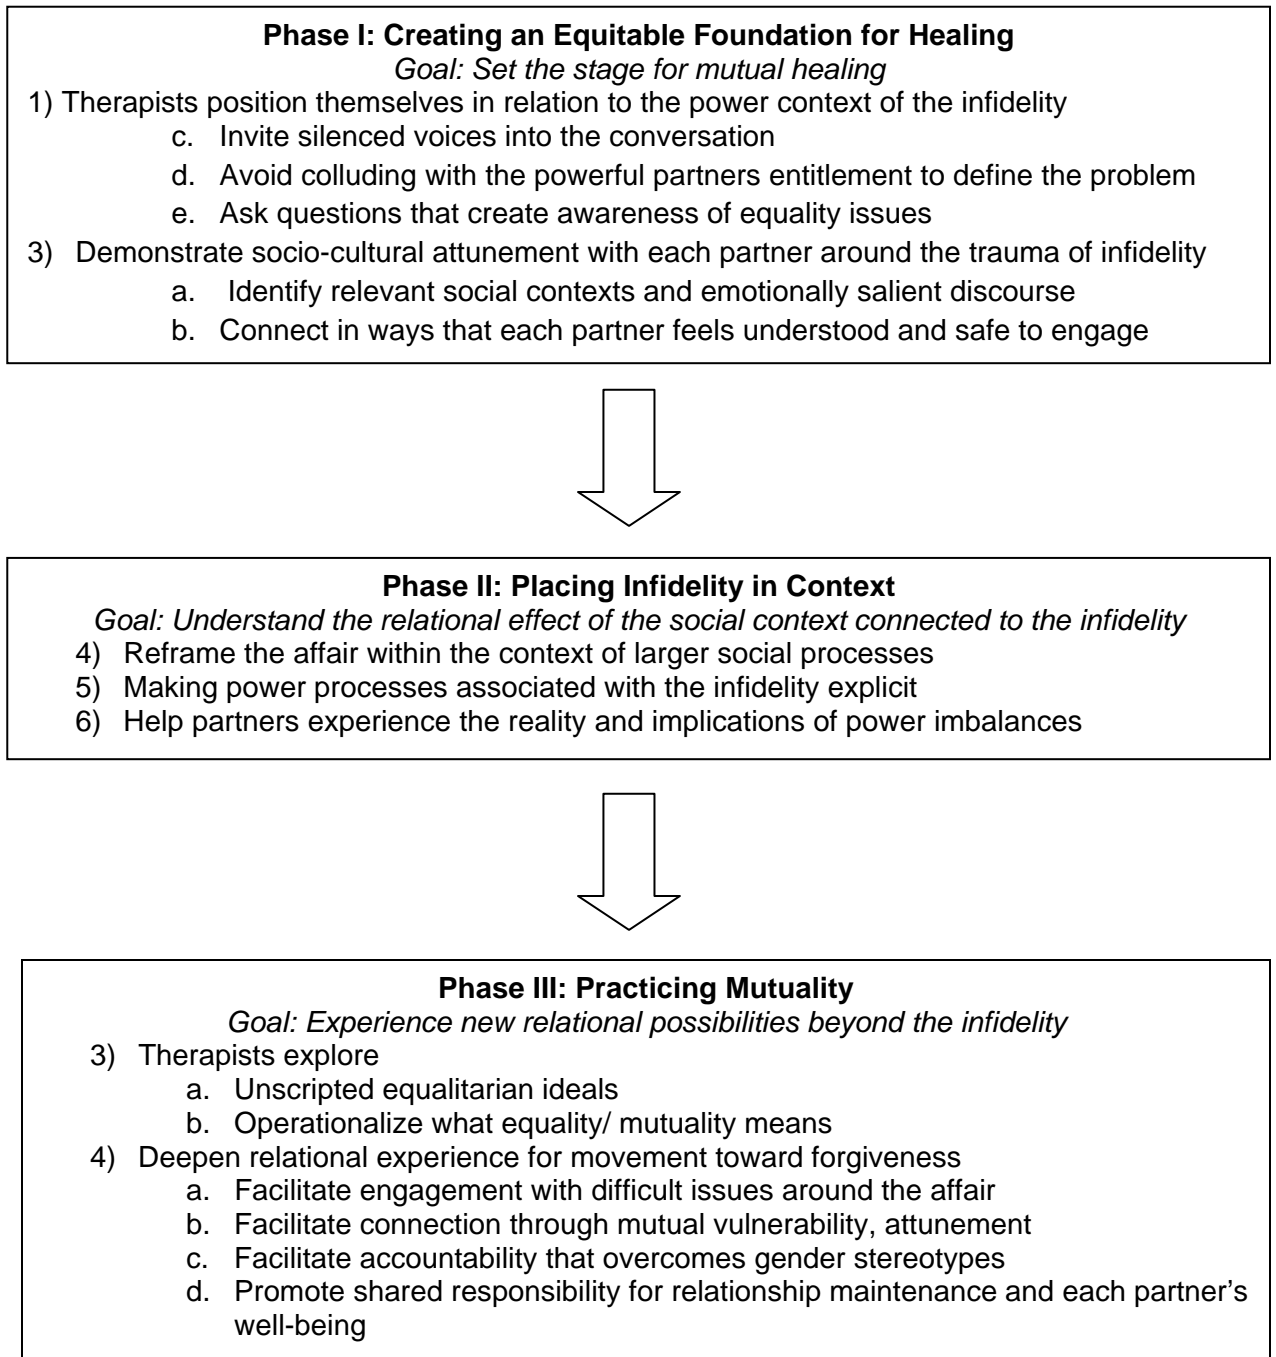 Phase I: Creating an Equitable Foundation for Healing
Goal: Set the stage for mutual healing
1) Therapists position themselves in relation to the power context of the infidelity
c. Invite silenced voices into the conversation
d. Avoid colluding with the powerful partners entitlement to define the problem
e. Ask questions that create awareness of equality issues
3) Demonstrate socio-cultural attunement with each partner around the trauma of infidelity
a. Identify relevant social contexts and emotionally salient discourse
b. Connect in ways that each partner feels understood and safe to engage
Phase II: Placing Infidelity in Context
Goal: Understand the relational effect of the social context connected to the infidelity
4) Reframe the affair within the context of larger social processes
5) Making power processes associated with the infidelity explicit
6) Help partners experience the reality and implications of power imbalances
Phase III: Practicing Mutuality
Goal: Experience new relational possibilities beyond the infidelity
3) Therapists explore
a. Unscripted equalitarian ideals
b. Operationalize what equality/ mutuality means
4) Deepen relational experience for movement toward forgiveness
a. Facilitate engagement with difficult issues around the affair
b. Facilitate connection through mutual vulnerability, attunement
c. Facilitate accountability that overcomes gender stereotypes
d. Promote shared responsibility for relationship maintenance and each partner's
well-being